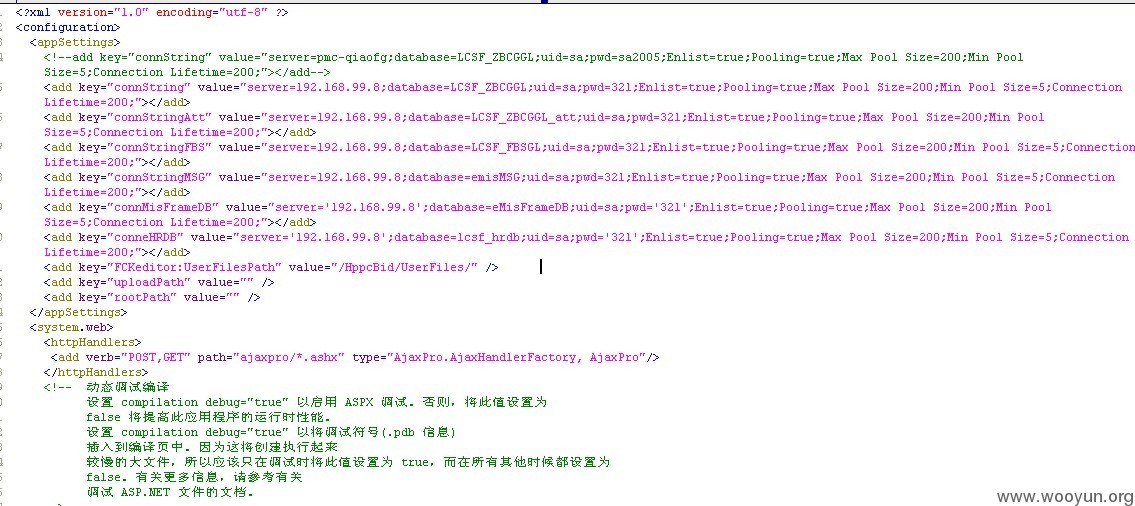 <?xml version="1.0" encoding="utf-8" ?>
<configuration>
<appSettings>
<!--add key="connString" value="server=pmc-qiaofg;database=LCSF_ZBCGGL;uid=sa;pwd=sa2005;Enlist=true;Pooling=true;Max Pool Size=200;Min Pool
Size=5;Connection Lifetime=200;"></add-->
<add key="connString" value="server=192.168.99.8;database=LCSF_ZBCGGL;uid=sa;pwd=321;Enlist=true;Pooling=true;Max Pool Size=200;Min Pool Size=5;Connection
Lifetime=200;"></add>
<add key="connStringAtt" value="server=192.168.99.8;database=LCSF_ZBCGGL_att;uid=sa;pwd=321;Enlist=true;Pooling=true;Max Pool Size=200;Min Pool
Size=5;Connection Lifetime=200;"></add>
<add key="connStringFBS" value="server=192.168.99.8;database=LCSF_FBSGL;uid=sa;pwd=321;Enlist=true;Pooling=true;Max Pool Size=200;Min Pool Size=5;Connection
Lifetime=200;"></add>
<add key="connStringMSG" value="server=192.168.99.8;database=emisMSG;uid=sa;pwd=321;Enlist=true;Pooling=true;Max Pool Size=200;Min Pool Size=5;Connection
Lifetime=200;"></add>
<add key="connMisFrameDB" value="server='192.168.99.8';database=eMisFrameDB;uid=sa;pwd='321';Enlist=true;Pooling=true;Max Pool Size=200;Min Pool
Size=5;Connection Lifetime=200;"></add>
<add key="conneHRDB" value="server='192.168.99.8';database=lcsf_hrdb;uid=sa;pwd='321';Enlist=true;Pooling=true;Max Pool Size=200;Min Pool Size=5;Connection
Lifetime=200;"></add>
<add key="FCKeditor:UserFilesPath" value="/HppcBid/UserFiles/" />
<add key="uploadPath" value="" />
<add key="rootPath" value="" />
</appSettings>
<system.web>
<httpHandlers>
<add verb="POST,GET" path="ajaxpro/*.ashx" type="AjaxPro.AjaxHandlerFactory, AjaxPro"/>
</httpHandlers>
<!-- 动态调试编译
设置 compilation debug="true" 以启用 ASPX 调试。否则，将此值设置为
false 将提高此应用程序的运行时性能。
设置 compilation debug="true" 以将调试符号(.pdb 信息)
插入到编译页中。因为这将创建执行起来
较慢的大文件，所以应该只在调试时将此值设置为 true，而在所有其他时候都设置为
false。有关更多信息，请参考有关
调试 ASP.NET 文件的文档。
www.wooyun.org